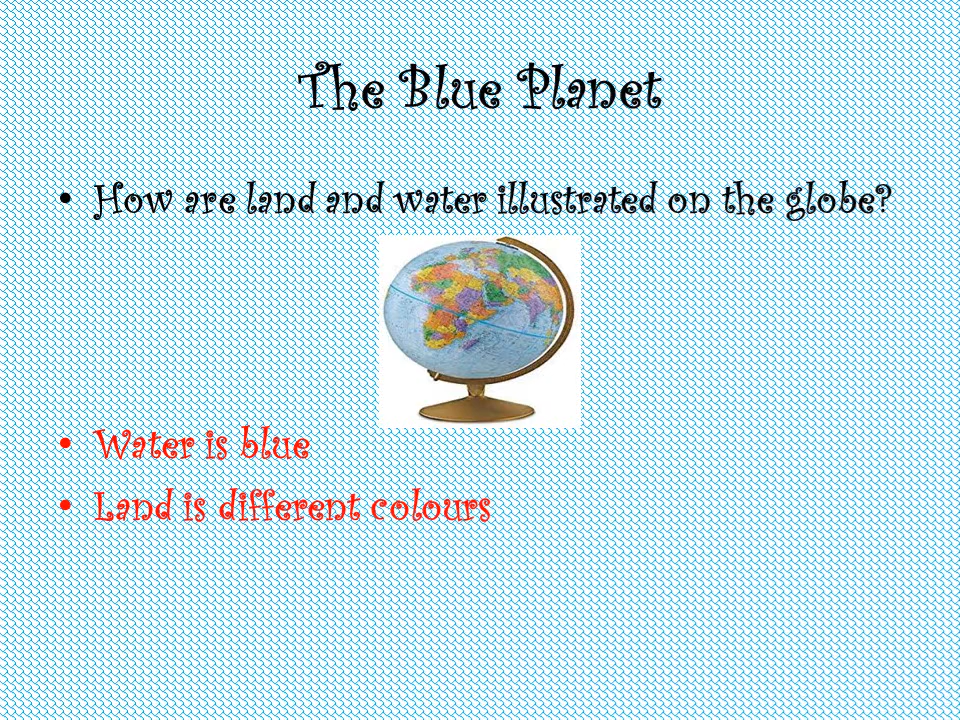 The Blue Planet
• How are land and water illustrated on the globe?
• Water is blue
• Land is different colours